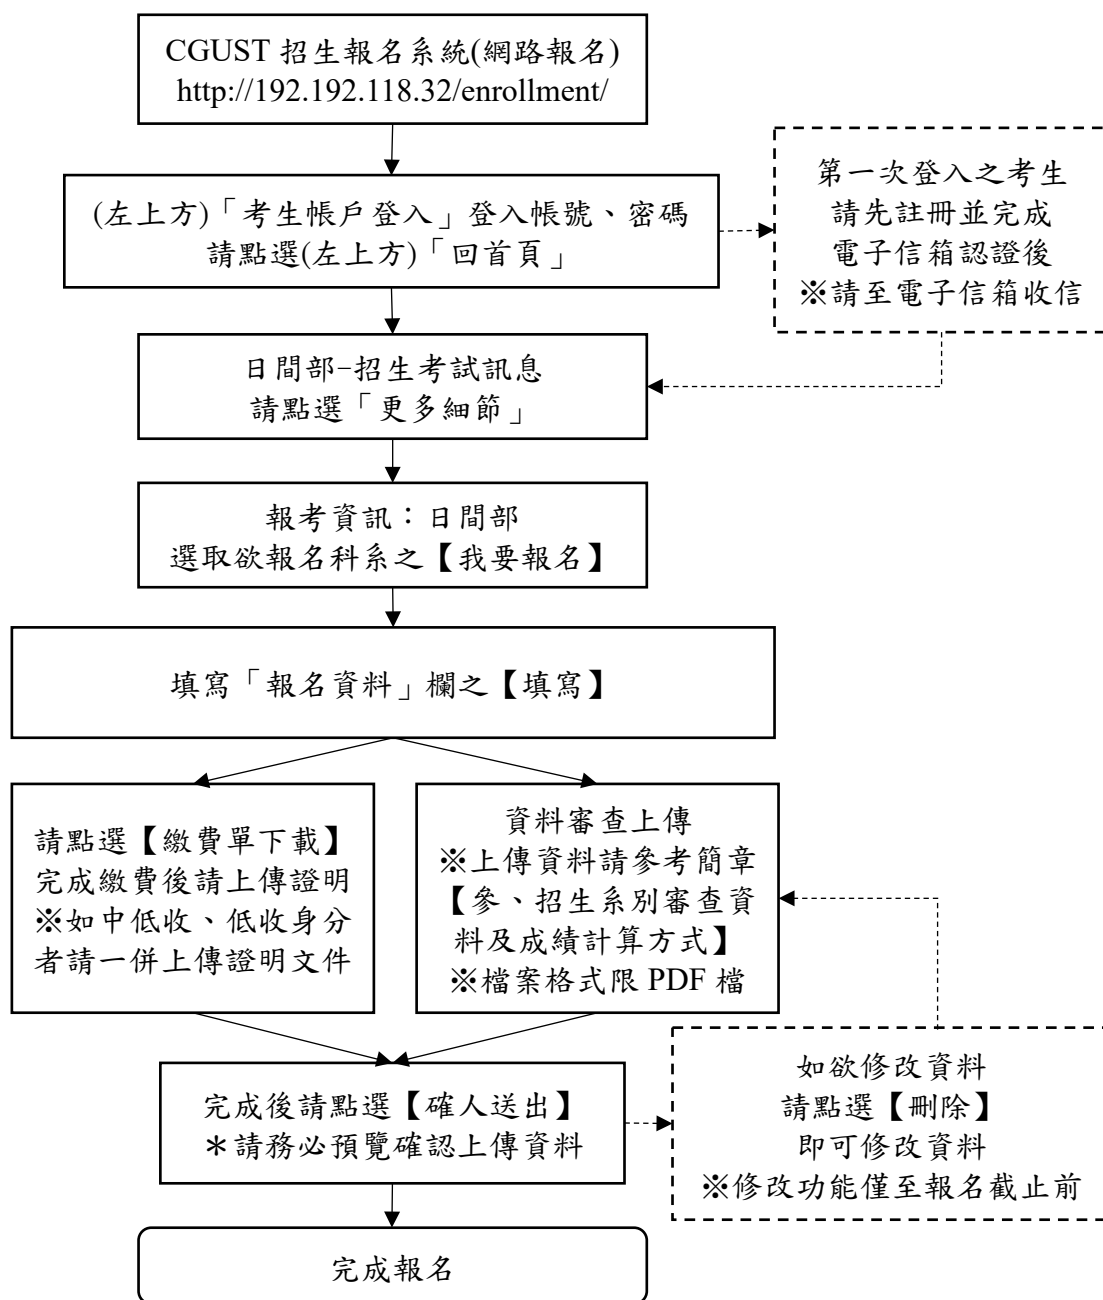 CGUST 招生報名系統(網路報名)
http://192.192.118.32/enrollment/
(左上方)「考生帳戶登入」登入帳號、密碼
請點選(左上方)「回首頁」
第一次登入之考生
請先註冊並完成
電子信箱認證後
※請至電子信箱收信
日間部-招生考試訊息
請點選「更多細節」
報考資訊：日間部
選取欲報名科系之【我要報名】
填寫「報名資料」欄之【填寫】
請點選【繳費單下載】
完成繳費後請上傳證明
※如中低收、低收身分
者請一併上傳證明文件
資料審查上傳
※上傳資料請參考簡章
【參、招生系別審查資
料及成績計算方式】
※檔案格式限 PDF 檔
完成後請點選【確人送出】
＊請務必預覽確認上傳資料
如欲修改資料
請點選【刪除】
即可修改資料
※修改功能僅至報名截止前
完成報名